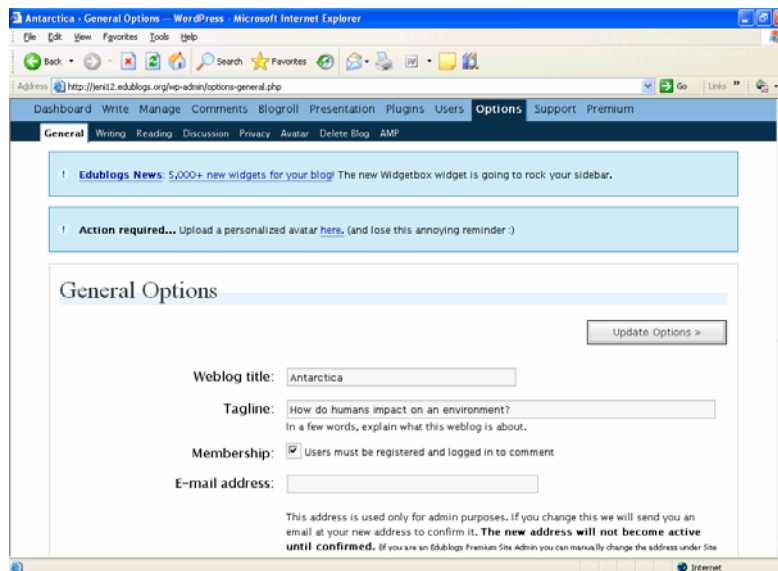 Antarctica › General Options — WordPress - Microsoft Internet Explorer
File Edit View Favorites Tools Help
Back Search Favorites
Address http://jeni12.edublogs.org/wp-admin/options-general.php Go Links »
Dashboard Write Manage Comments Blogroll Presentation Plugins Users Options Support Premium
General Writing Reading Discussion Privacy Avatar Delete Blog AMP
! Edublogs News: 5,000+ new widgets for your blog! The new Widgetbox widget is going to rock your sidebar.
! Action required... Upload a personalized avatar here. (and lose this annoying reminder :)
General Options
Update Options »
Weblog title: Antarctica
Tagline: How do humans impact on an environment?
In a few words, explain what this weblog is about.
Membership: Users must be registered and logged in to comment
E-mail address:
This address is used only for admin purposes. If you change this we will send you an
email at your new address to confirm it. The new address will not become active
until confirmed. (If you are an Edublogs Premium Site Admin you can manually change the address under Site
Internet